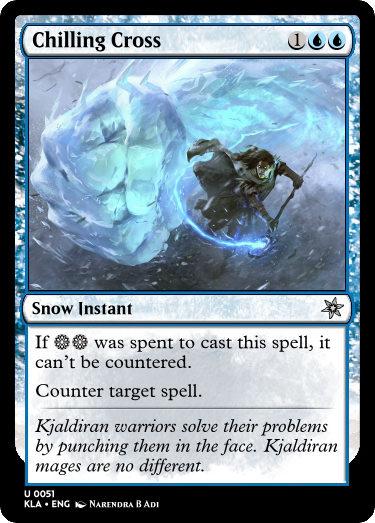 Chilling Cross 1
Snow Instant
If was spent to cast this spell, it
can't be countered.
Counter target spell.
Kjaldiran warriors solve their problems
by punching them in the face. Kjaldiran
mages are no different.
U 0051
KLA • ENG Narendra B Adi